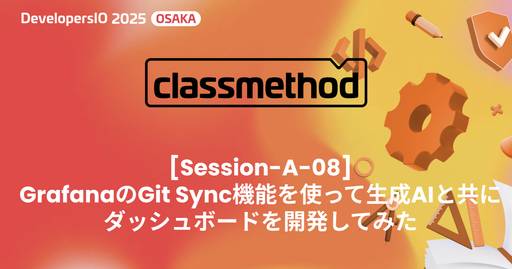 DevelopersIO 2025 OSAKA
classmethod
[Session-A-08]
GrafanaのGit Sync機能を使って生成AIと共に
ダッシュボードを開発してみた